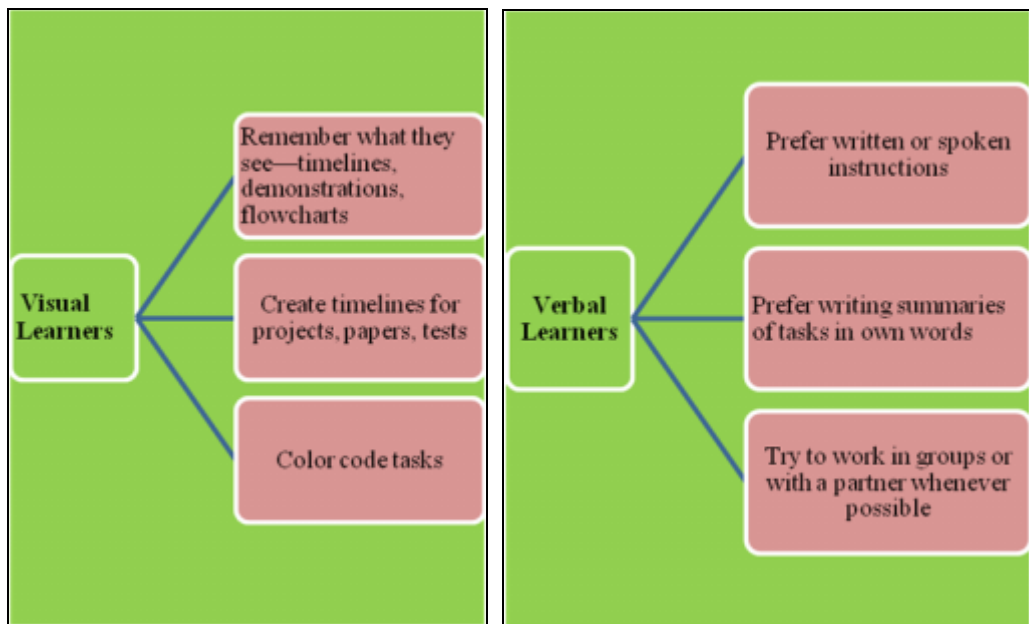 Visual
Learners
Remember what they
see—timelines,
demonstrations,
flowcharts
Create timelines for
projects, papers, tests
Color code tasks
Verbal
Learners
Prefer written or spoken
instructions
Prefer writing summaries
of tasks in own words
Try to work in groups or
with a partner whenever
possible